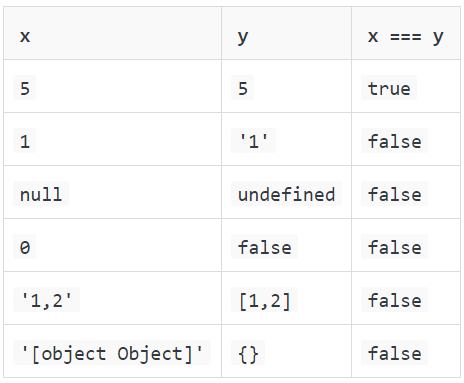 x y x === y
5 5 true
1 '1' false
null undefined false
0 false false
'1,2' [1,2] false
'[object Object]' {} false